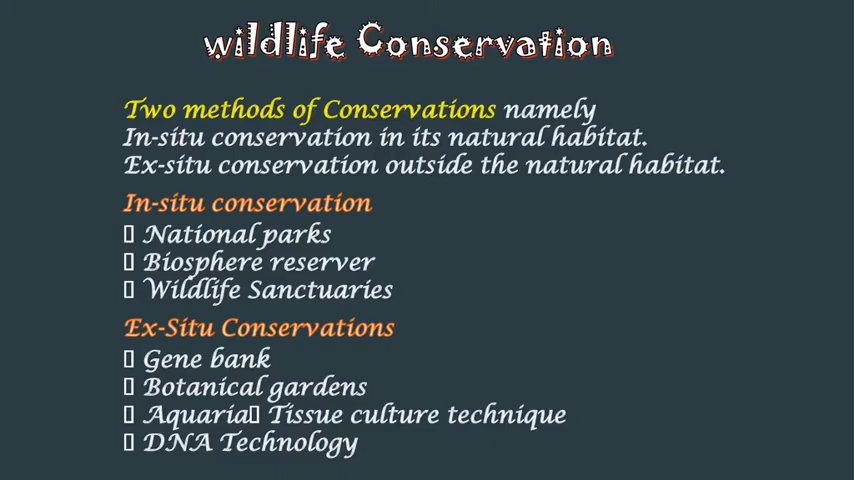 wildlife Conservation
Two methods of Conservations namely
In-situ conservation in its natural habitat.
Ex-situ conservation outside the natural habitat.
In-situ conservation
▯ National parks
▯ Biosphere reserver
▯ Wildlife Sanctuaries
Ex-Situ Conservations
▯ Gene bank
▯ Botanical gardens
▯ Aquaria▯ Tissue culture technique
▯ DNA Technology